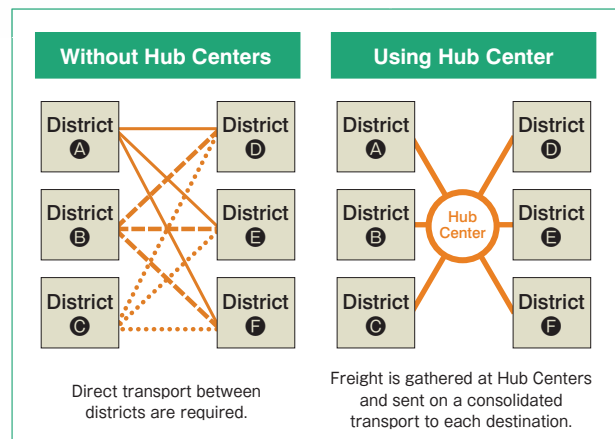 Without Hub Centers
District
A
District
B
District
C
District
D
District
E
District
F
Direct transport between
districts are required.
Using Hub Center
District
A
District
B
District
C
Hub
Center
District
D
District
E
District
F
Freight is gathered at Hub Centers
and sent on a consolidated
transport to each destination.